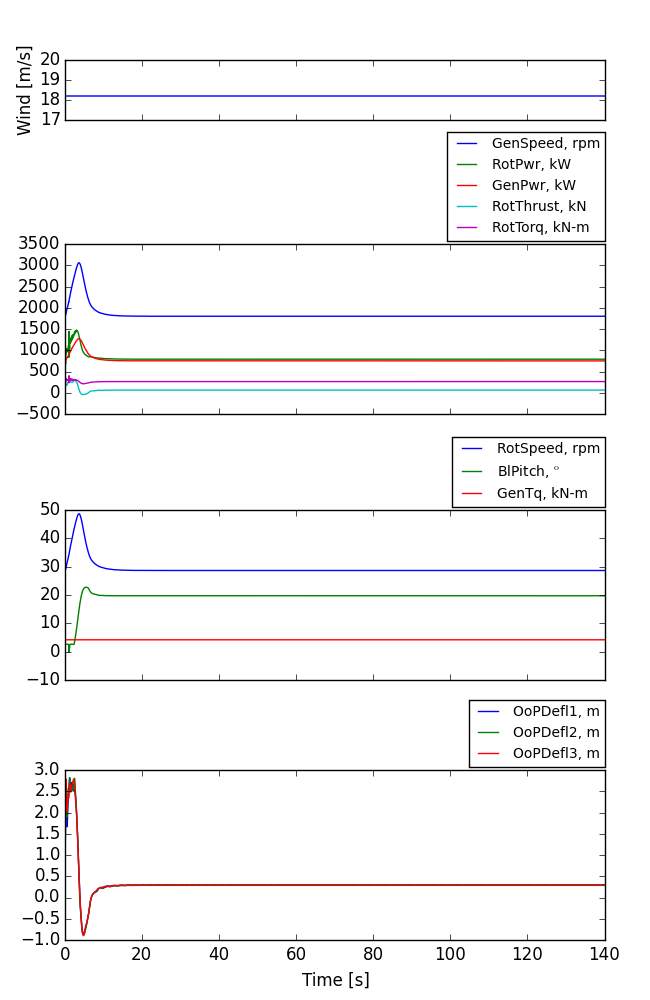 Wind [m/s]
20
19
18
17
GenSpeed, rpm
RotPwr, kW
GenPwr, kW
RotThrust, kN
RotTorq, kN-m
3500
3000
2500
2000
1500
1000
500
0
−500
RotSpeed, rpm
BlPitch, °
GenTq, kN-m
50
40
30
20
10
0
−10
OoPDefl1, m
OoPDefl2, m
OoPDefl3, m
3.0
2.5
2.0
1.5
1.0
0.5
0.0
−0.5
−1.0
0 20 40 60 80 100 120 140
Time [s]